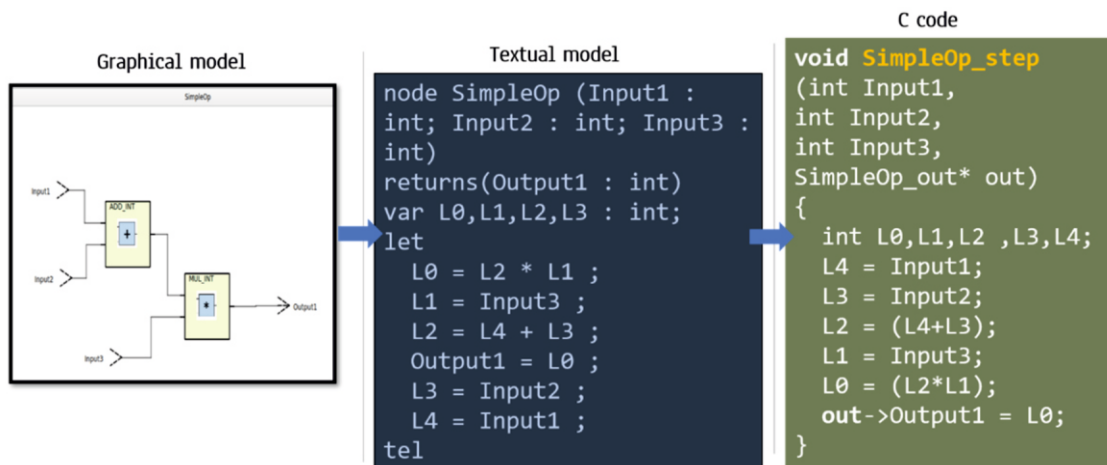 Graphical model
SimpleOp
Input1
ADD_INT
+
Input2
MUL_INT
*
Output1
Input3
Textual model
node SimpleOp (Input1 :
int; Input2 : int; Input3 :
int)
returns(Output1 : int)
var L0,L1,L2,L3 : int;
let
L0 = L2 * L1 ;
L1 = Input3 ;
L2 = L4 + L3 ;
Output1 = L0 ;
L3 = Input2 ;
L4 = Input1 ;
tel
C code
void SimpleOp_step
(int Input1,
int Input2,
int Input3,
SimpleOp_out* out)
{
int L0,L1,L2 ,L3,L4;
L4 = Input1;
L3 = Input2;
L2 = (L4+L3);
L1 = Input3;
L0 = (L2*L1);
out->Output1 = L0;
}